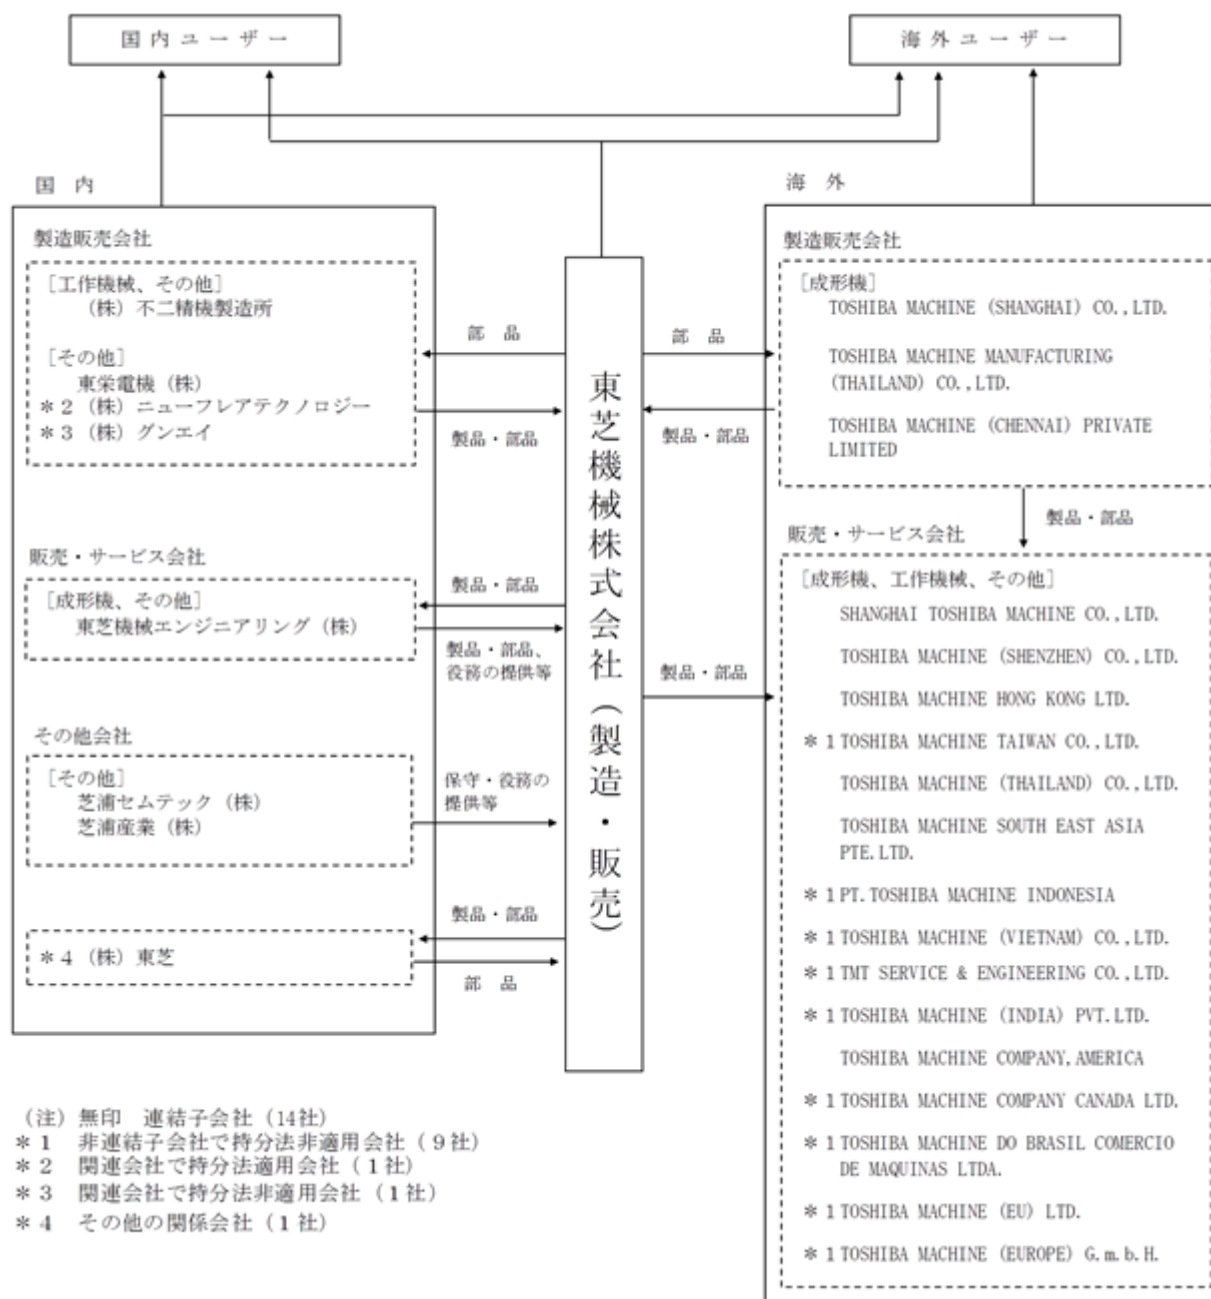 国内ユーザー
海外ユーザー
国 内
製造販売会社
[工作機械、その他]
(株)不二精機製造所
[その他]
東栄電機(株)
*2(株)ニューフレアテクノロジー
*3(株)グンエイ
販売・サービス会社
[成形機、その他]
東芝機械エンジニアリング(株)
その他会社
[その他]
芝浦セムテック(株)
芝浦産業(株)
*4(株)東芝
部 品
製品・部品
製品・部品
製品・部品、
役務の提供等
保守・役務の
提供等
製品・部品
部 品
東芝機械株式会社(製造・販売)
部 品
製品・部品
製品・部品
海 外
製造販売会社
[成形機]
TOSHIBA MACHINE (SHANGHAI) CO.,LTD.
TOSHIBA MACHINE MANUFACTURING
(THAILAND) CO.,LTD.
TOSHIBA MACHINE (CHENNAI) PRIVATE
LIMITED
製品・部品
販売・サービス会社
[成形機、工作機械、その他]
SHANGHAI TOSHIBA MACHINE CO.,LTD.
TOSHIBA MACHINE (SHENZHEN) CO.,LTD.
TOSHIBA MACHINE HONG KONG LTD.
*1 TOSHIBA MACHINE TAIWAN CO.,LTD.
TOSHIBA MACHINE (THAILAND) CO.,LTD.
TOSHIBA MACHINE SOUTH EAST ASIA
PTE.LTD.
*1 PT.TOSHIBA MACHINE INDONESIA
*1 TOSHIBA MACHINE (VIETNAM) CO.,LTD.
*1 TMT SERVICE & ENGINEERING CO.,LTD.
*1 TOSHIBA MACHINE (INDIA) PVT.LTD.
TOSHIBA MACHINE COMPANY,AMERICA
*1 TOSHIBA MACHINE COMPANY CANADA LTD.
*1 TOSHIBA MACHINE DO BRASIL COMERCIO
DE MAQUINAS LTDA.
*1 TOSHIBA MACHINE (EU) LTD.
*1 TOSHIBA MACHINE (EUROPE) G.m.b.H.
(注)無印 連結子会社(14社)
*1 非連結子会社で持分法非適用会社(9社)
*2 関連会社で持分法適用会社(1社)
*3 関連会社で持分法非適用会社(1社)
*4 その他の関係会社(1社)